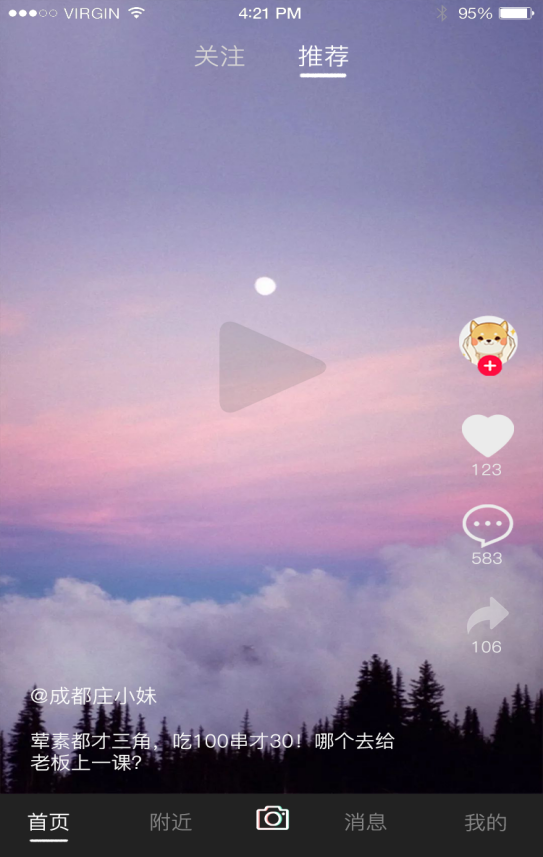 VIRGIN 4:21 PM 95%
关注 推荐
123
583
106
@成都庄小妹
荤素都才三角，吃100串才30！哪个去给
老板上一课？
首页 附近 消息 我的